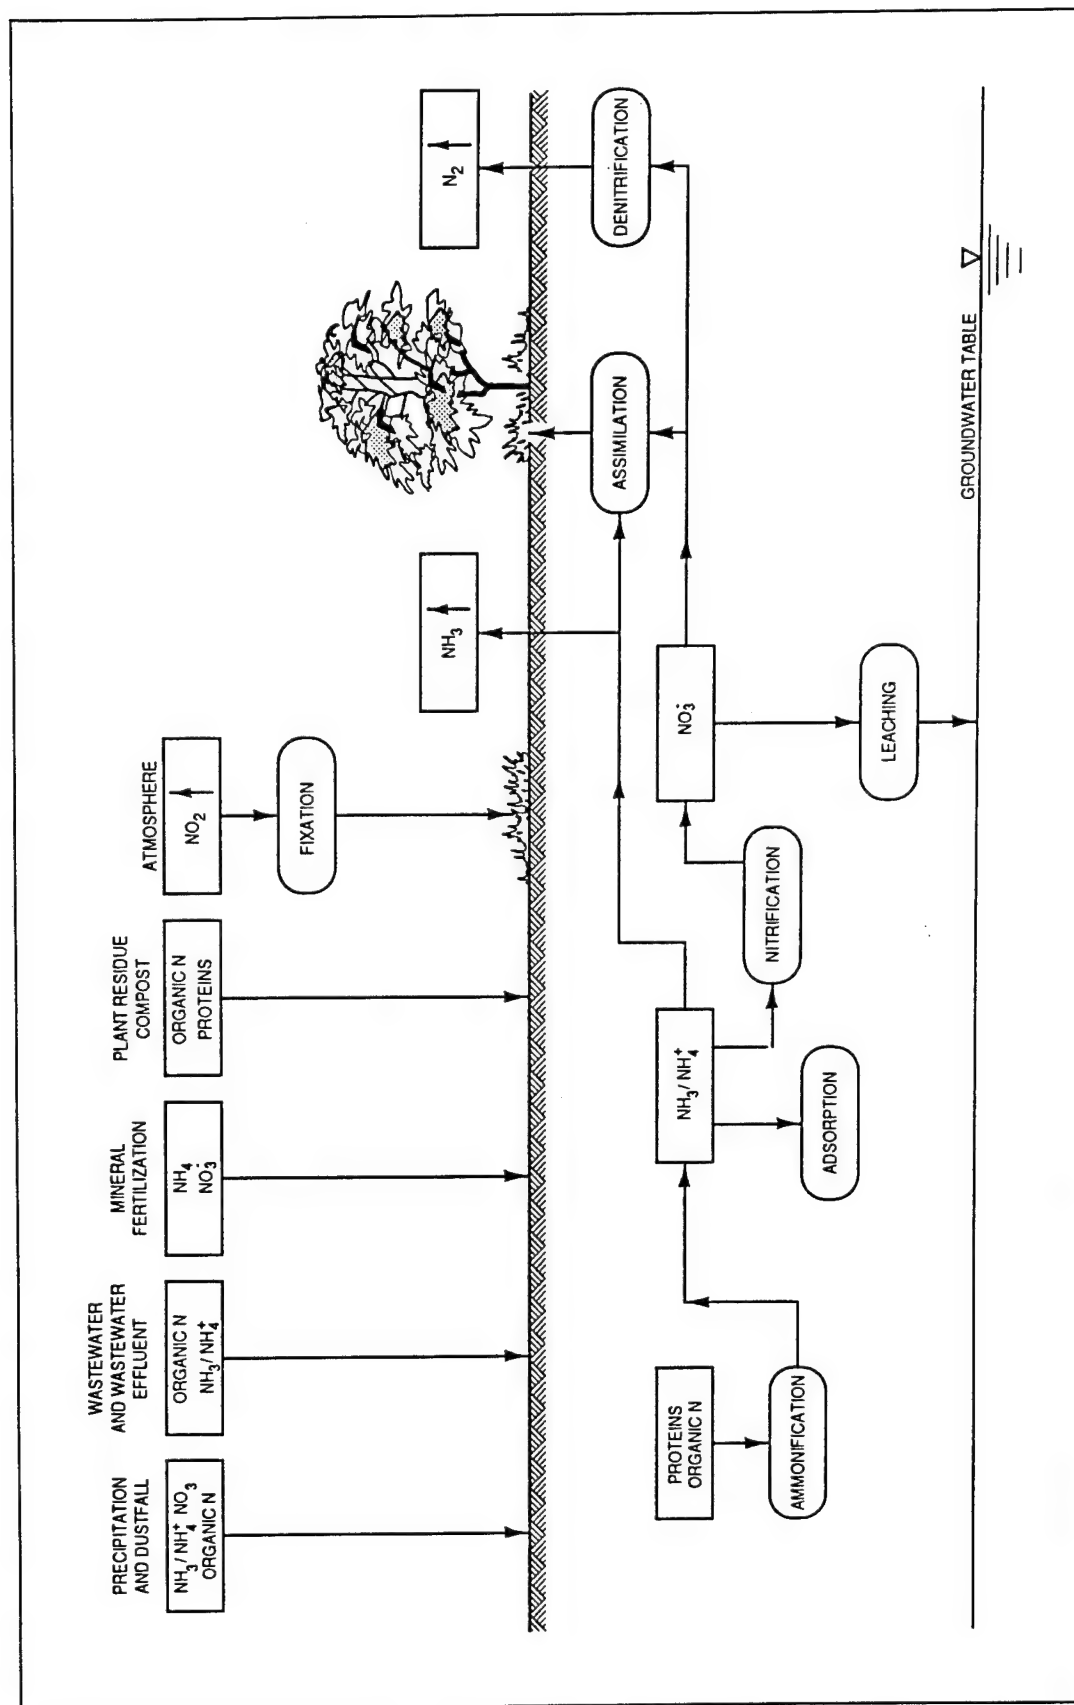 PRECIPITATION
AND DUSTFALL
NH₃/ NH₄⁺ NO₃
ORGANIC N
WASTEWATER
AND WASTEWATER
EFFLUENT
ORGANIC N
NH₃/ NH₄⁺
MINERAL
FERTILIZATION
NH₄
NO₃⁻
PLANT RESIDUE
COMPOST
ORGANIC N
PROTEINS
ATMOSPHERE
NO₂
FIXATION
NH₃
N₂
PROTEINS
ORGANIC N
AMMONIFICATION
NH₃/ NH₄⁺
ADSORPTION
NITRIFICATION
NO₃⁻
LEACHING
ASSIMILATION
DENITRIFICATION
GROUNDWATER TABLE